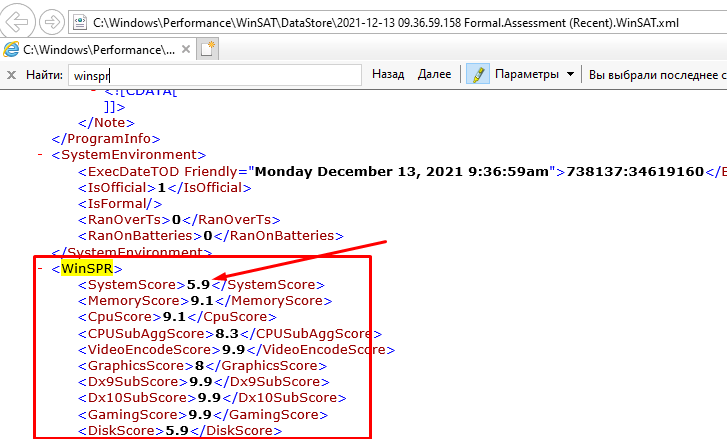 C:\Windows\Performance\WinSAT\DataStore\2021-12-13 09.36.59.158 Formal.Assessment (Recent).WinSAT.xml
C:\Windows\Performance\...
Найти: winspr Назад Далее Параметры Вы выбрали последнее с
- <![CDATA[
]]>
</Note>
</ProgramInfo>
- <SystemEnvironment>
<ExecDateTOD Friendly="Monday December 13, 2021 9:36:59am">738137:34619160</E
<IsOfficial>1</IsOfficial>
<IsFormal/>
<RanOverTs>0</RanOverTs>
<RanOnBatteries>0</RanOnBatteries>
</SystemEnvironment>
- <WinSPR>
<SystemScore>5.9</SystemScore>
<MemoryScore>9.1</MemoryScore>
<CpuScore>9.1</CpuScore>
<CPUSubAggScore>8.3</CPUSubAggScore>
<VideoEncodeScore>9.9</VideoEncodeScore>
<GraphicsScore>8</GraphicsScore>
<Dx9SubScore>9.9</Dx9SubScore>
<Dx10SubScore>9.9</Dx10SubScore>
<GamingScore>9.9</GamingScore>
<DiskScore>5.9</DiskScore>